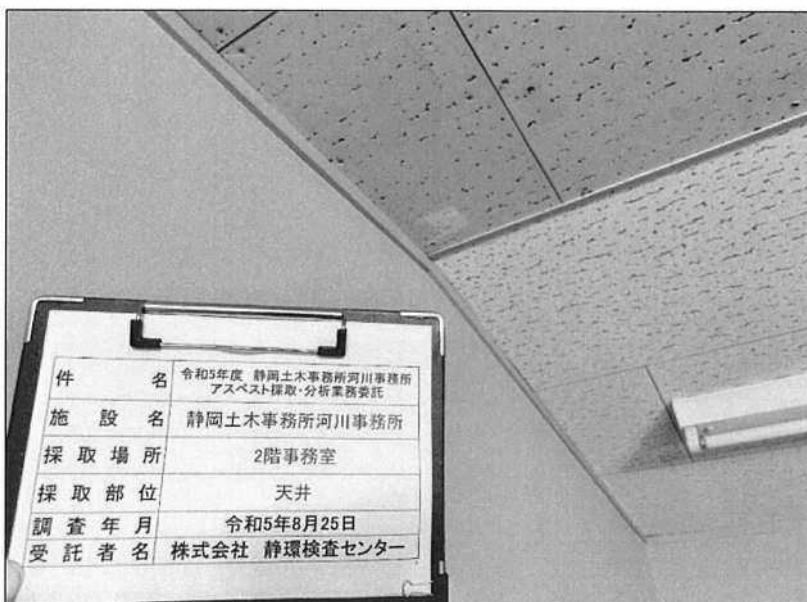 件名 令和5年度 静岡土木事務所河川事務所
アスベスト採取・分析業務委託
施設名 静岡土木事務所河川事務所
採取場所 2階事務室
採取部位 天井
調査年月 令和5年8月25日
受託者名 株式会社 静環検査センター